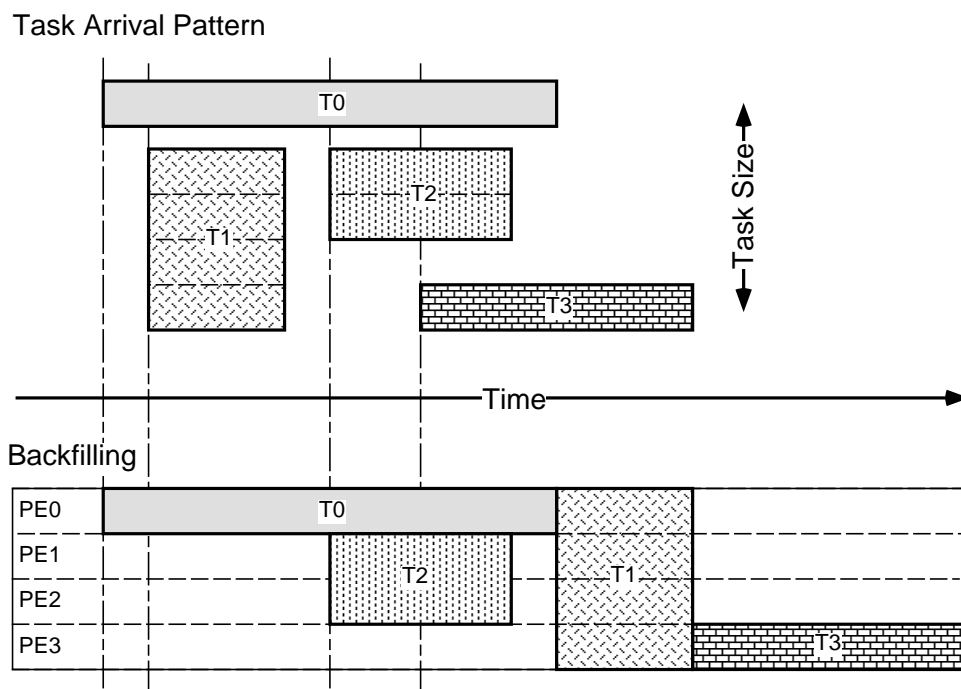 Task Arrival Pattern
T0
T1
T2
T3
Task Size
Time
Backfilling
PE0
T0
PE1
T2
T1
PE2
PE3
T3